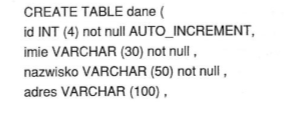 CREATE TABLE dane (
id INT (4) not null AUTO_INCREMENT,
imie VARCHAR (30) not null ,
nazwisko VARCHAR (50) not null ,
adres VARCHAR (100) ,